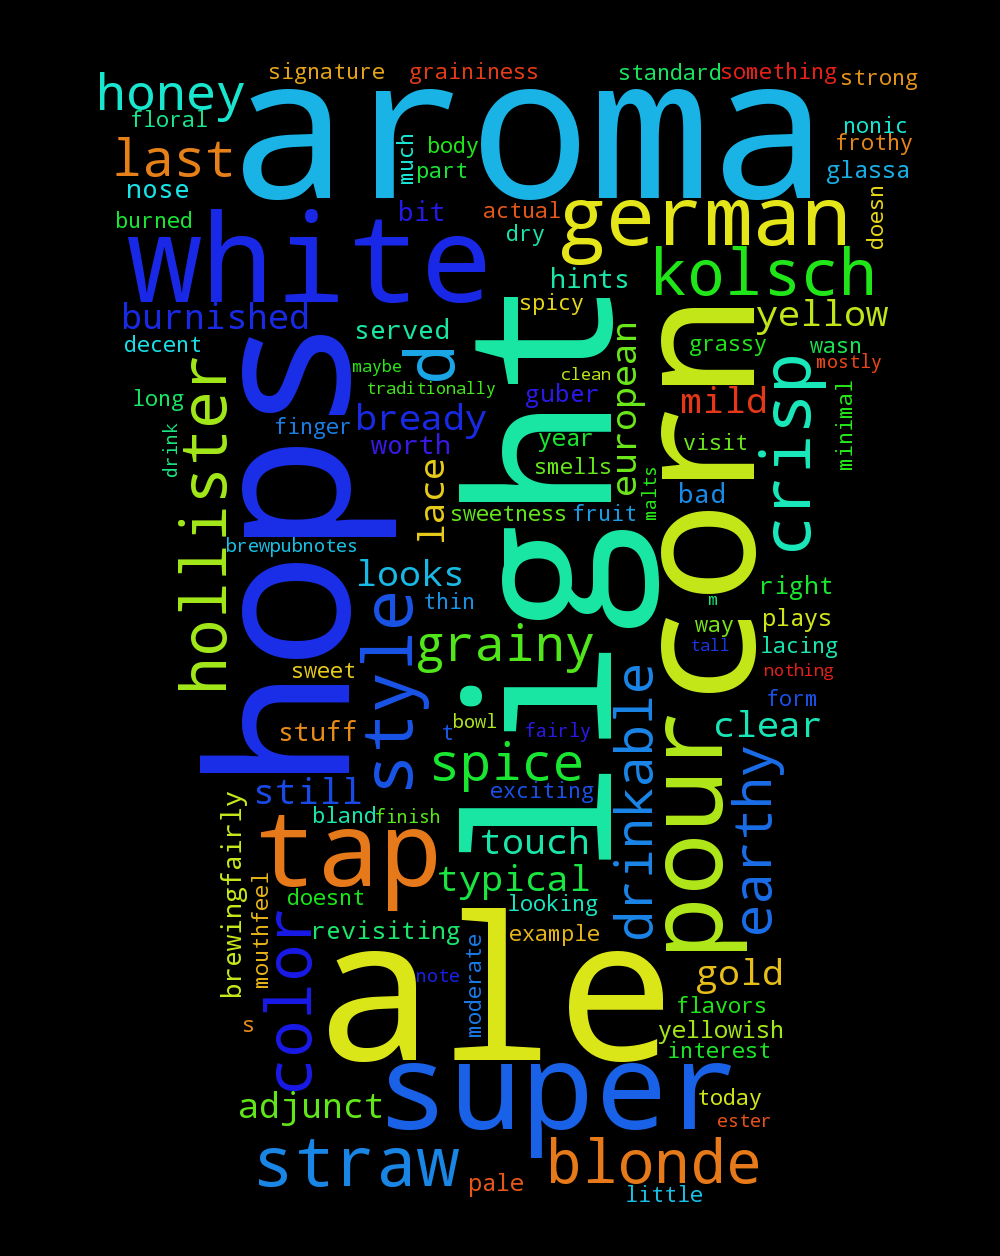 signature
graininess
standard
something
strong
honey
aroma
floral
nonic
last
much
body
frothy
part
glassa
nose
burned
bit
actual
german
doesn
white
dry
hints
kolsch
burnished
spicy
yellow
served
decent
grassy
wasn
maybe
d
clean
mostly
traditionally
long
guber
european
mild
crisp
minimal
hops
light
corn
bready
finger
worth
year
visit
drink
hollister
lace
smells
malts
bad
sweetness
fruit
brewpubnotes
looks
thin
right
m
way
plays
style
grainy
tall
lacing
sweet
nothing
form
stuff
t
bowl
fairly
clear
drinkable
pour
earthy
spice
still
exciting
bland
finish
tap
touch
brewingfairly
typical
mouthfeel
doesnt
looking
color
revisiting
example
ale
note
moderate
gold
s
flavors
yellowish
interest
super
adjunct
today
ester
straw
blonde
pale
little